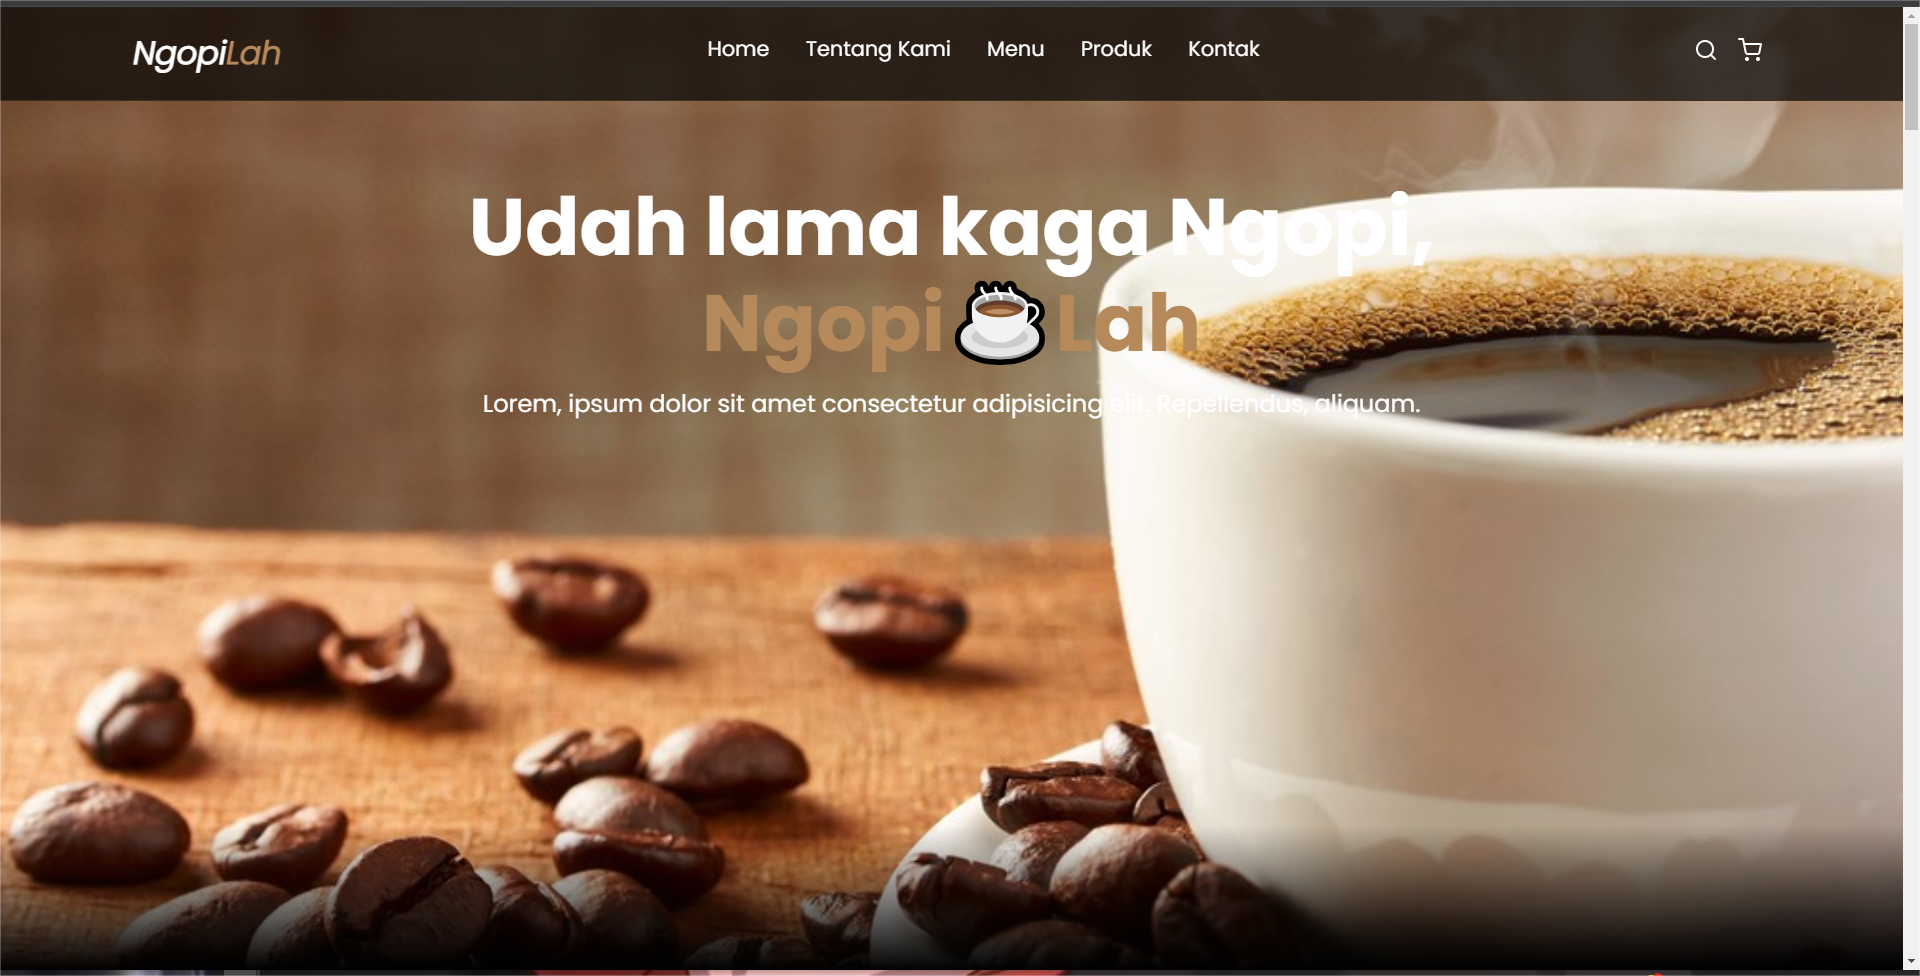 NgopiLah
Home Tentang Kami Menu Produk Kontak
Udah lama kaga Ngopi,
Ngopi Lah
Lorem, ipsum dolor sit amet consectetur adipisicing elit. Repellendus, aliquam.